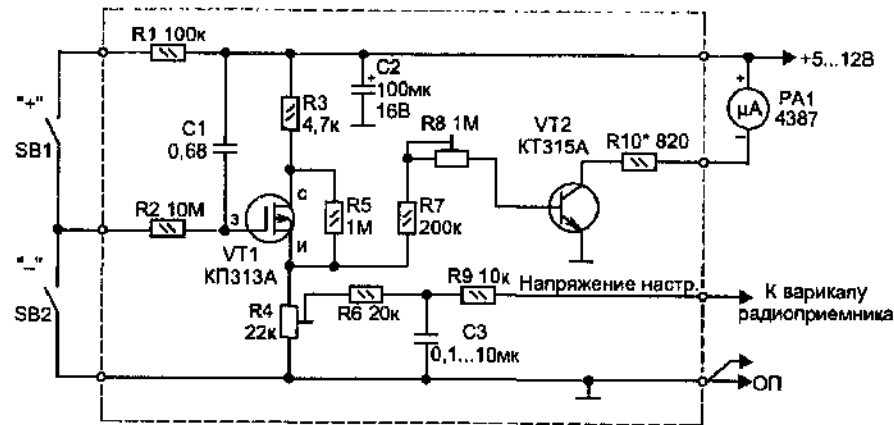 R1 100к
+5...12В
"+"
SB1
C1
0,68
R3
4,7к
C2
+
100мк
16В
R8 1М
VT2
КТ315А
R10* 820
+
μA
–
PA1
4387
R2 10М
З
С
И
VT1
КП313А
R5
1М
R7
200к
"–"
SB2
R4
22к
R6 20к
R9 10к
Напряжение настр.
К варикалу
радиоприемника
C3
0,1...10мк
ОП